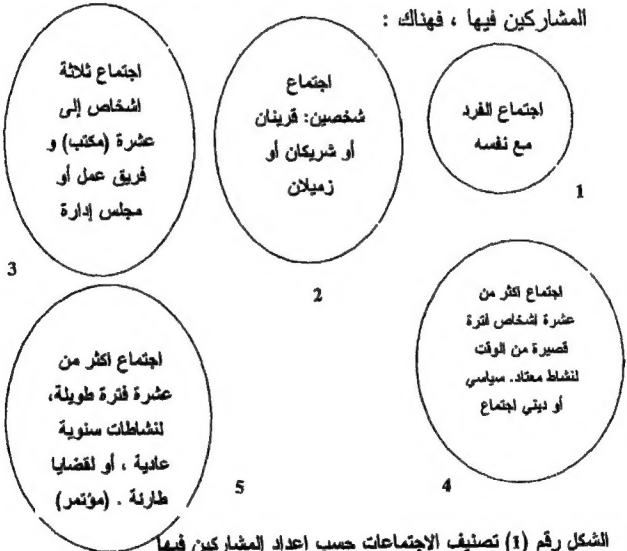 المشاركين فيها ، فهناك :
اجتماع الفرد
مع نفسه
1
اجتماع
شخصين: قرينان
أو شريكان أو
زميلان
2
اجتماع ثلاثة
اشخاص إلى
عشرة (مكتب) و
فريق عمل أو
مجلس إدارة
3
اجتماع اكثر من
عشرة اشخاص فترة
قصيرة من الوقت
لنشاط معتاد. سياسي
أو ديني اجتماع
4
اجتماع اكثر من
عشرة فترة طويلة،
لنشاطات سنوية
عادية ، أو لقضايا
طارئة . (مؤتمر)
5
الشكل رقم (1) تصنيف الاجتماعات حسب اعداد المشاركين فيها